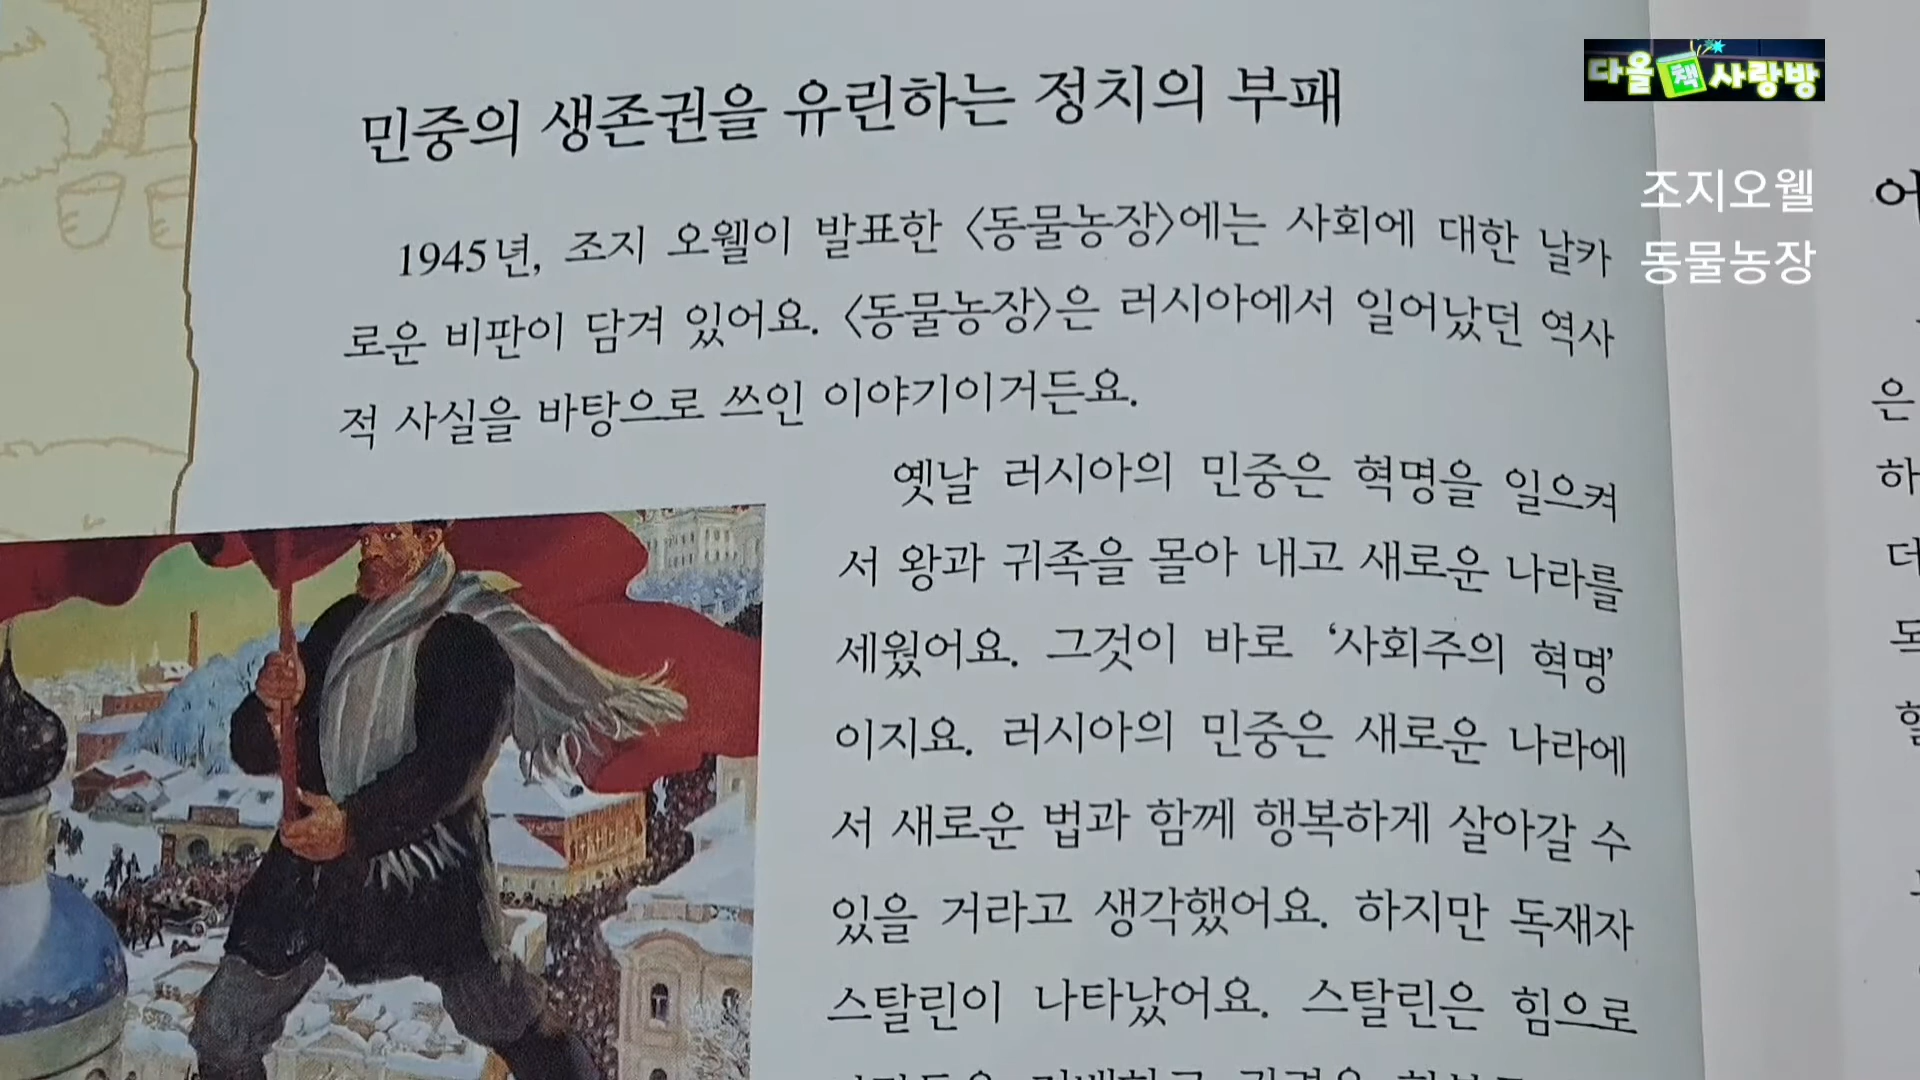 민중의 생존권을 유린하는 정치의 부패
1945년, 조지 오웰이 발표한 〈동물농장〉에는 사회에 대한 날카
로운 비판이 담겨 있어요. 〈동물농장〉은 러시아에서 일어났던 역사
적 사실을 바탕으로 쓰인 이야기이거든요.
옛날 러시아의 민중은 혁명을 일으켜
서 왕과 귀족을 몰아 내고 새로운 나라를
세웠어요. 그것이 바로 ‘사회주의 혁명’
이지요. 러시아의 민중은 새로운 나라에
서 새로운 법과 함께 행복하게 살아갈 수
있을 거라고 생각했어요. 하지만 독재자
스탈린이 나타났어요. 스탈린은 힘으로
다올 책 사랑방
조지오웰
동물농장
은
하